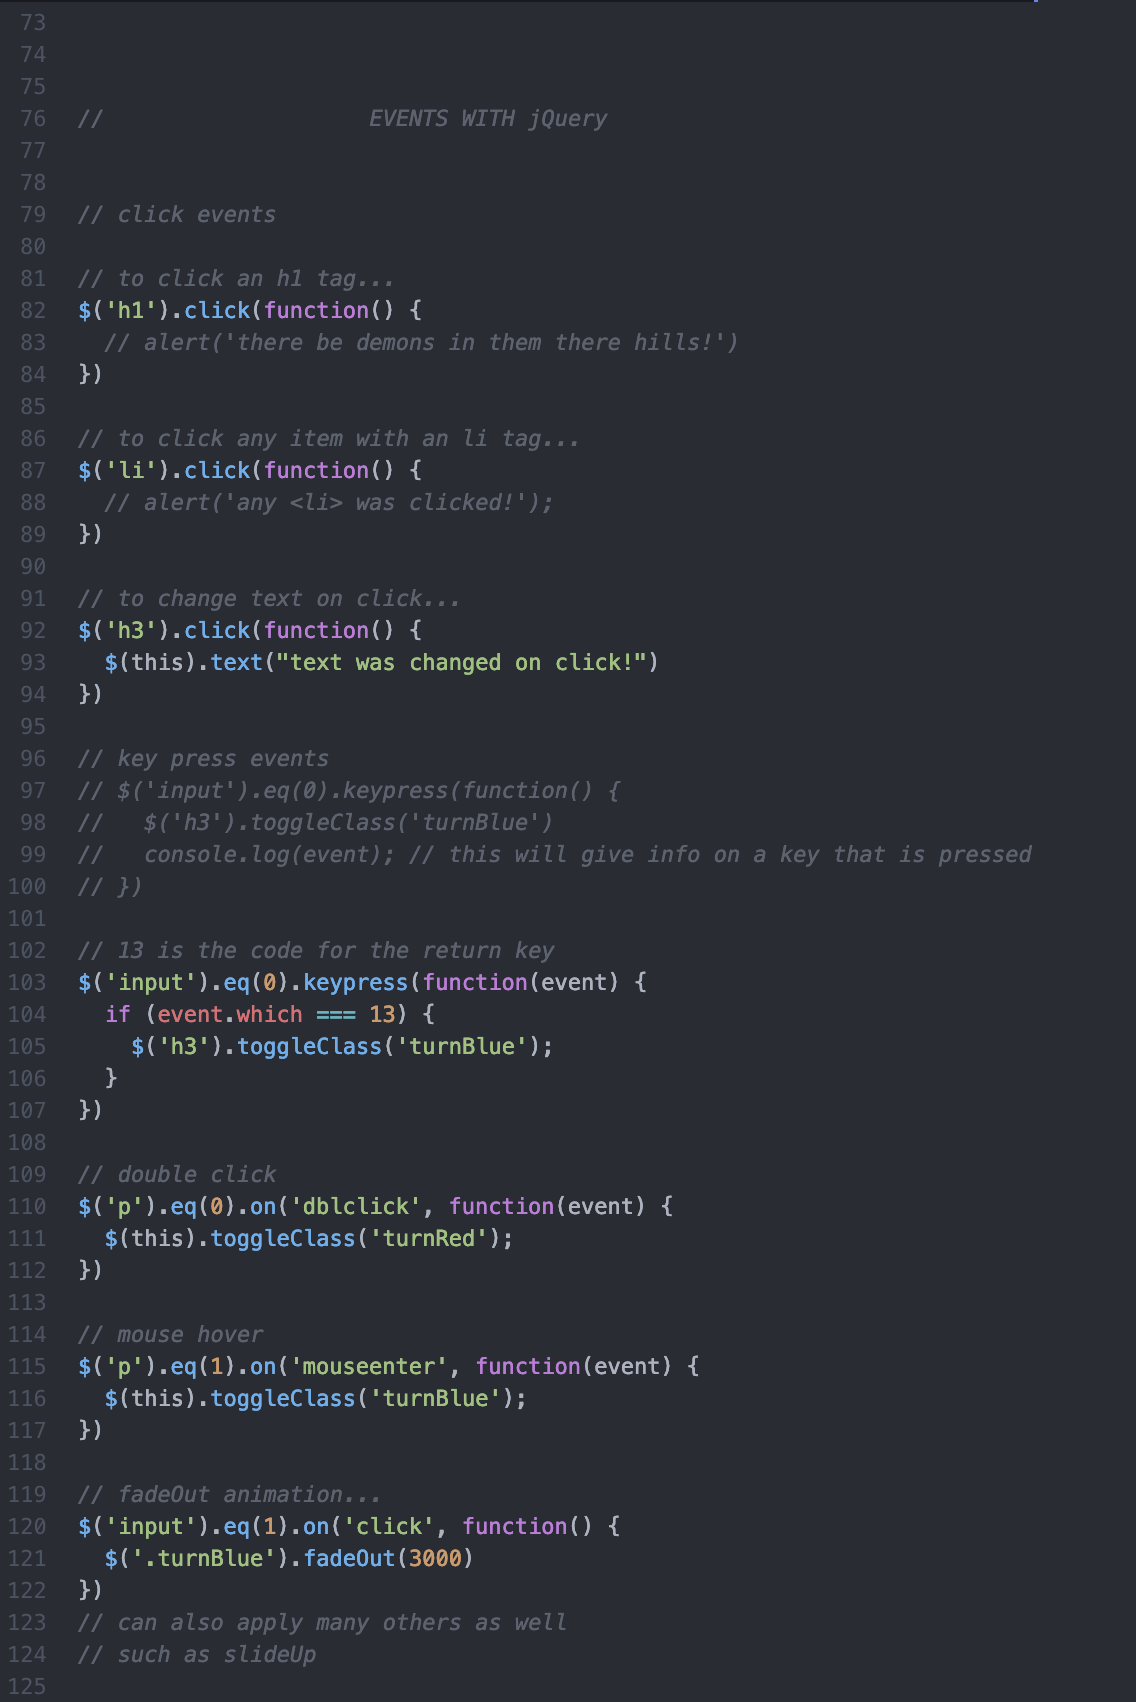 73
74
75
76 // EVENTS WITH jQuery
77
78
79 // click events
80
81 // to click an h1 tag...
82 $('h1').click(function() {
83   // alert('there be demons in them there hills!')
84 })
85
86 // to click any item with an li tag...
87 $('li').click(function() {
88   // alert('any <li> was clicked!');
89 })
90
91 // to change text on click...
92 $('h3').click(function() {
93   $(this).text("text was changed on click!")
94 })
95
96 // key press events
97 // $('input').eq(0).keypress(function() {
98 //   $('h3').toggleClass('turnBlue')
99 //   console.log(event); // this will give info on a key that is pressed
100 // })
101
102 // 13 is the code for the return key
103 $('input').eq(0).keypress(function(event) {
104   if (event.which === 13) {
105     $('h3').toggleClass('turnBlue');
106   }
107 })
108
109 // double click
110 $('p').eq(0).on('dblclick', function(event) {
111   $(this).toggleClass('turnRed');
112 })
113
114 // mouse hover
115 $('p').eq(1).on('mouseenter', function(event) {
116   $(this).toggleClass('turnBlue');
117 })
118
119 // fadeOut animation...
120 $('input').eq(1).on('click', function() {
121   $('.turnBlue').fadeOut(3000)
122 })
123 // can also apply many others as well
124 // such as slideUp
125